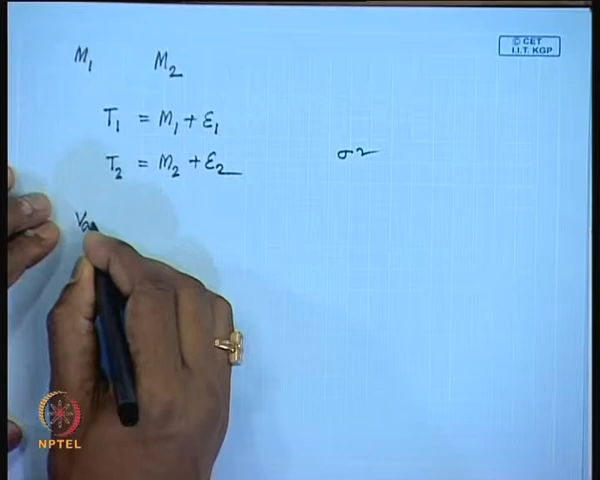 M₁ M₂
© CET
I.I.T. KGP
T₁ = M₁ + ε₁
T₂ = M₂ + ε₂
σ²
Va
NPTEL